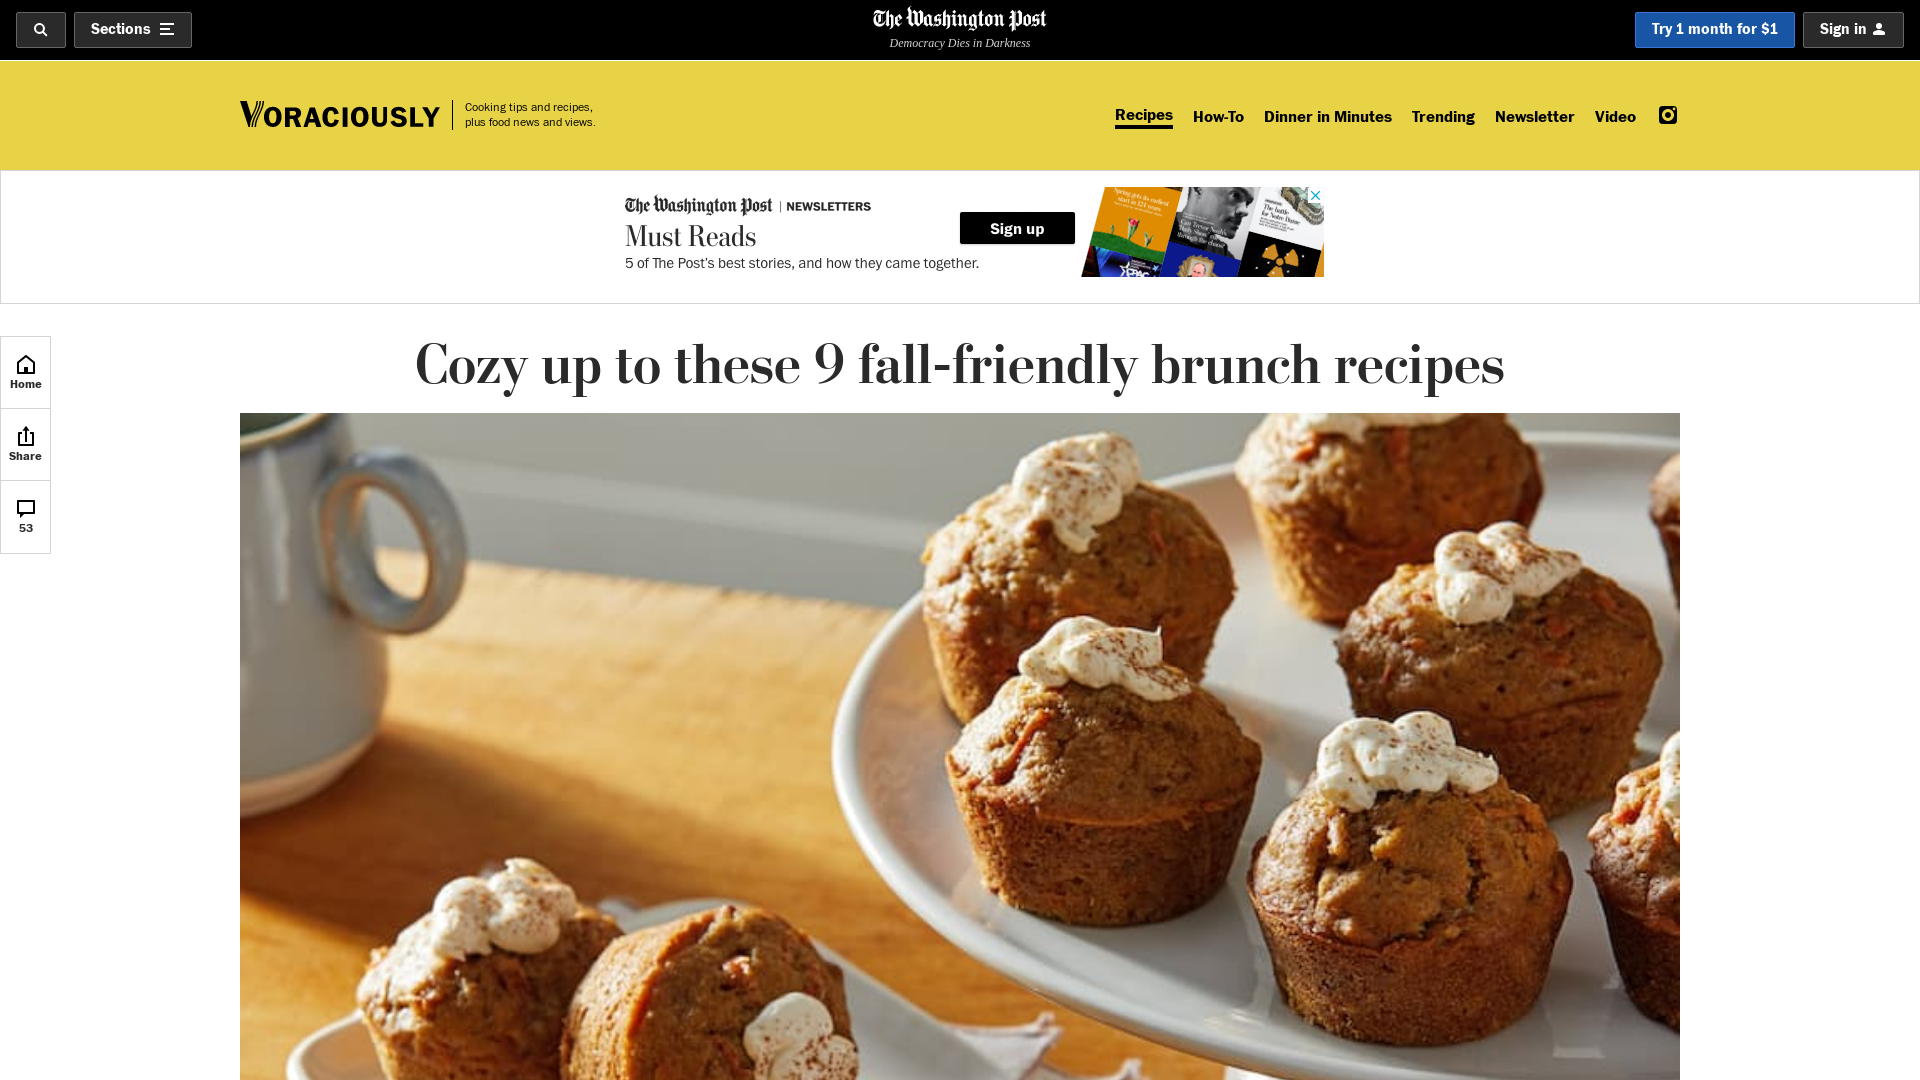 Sections
The Washington Post
Democracy Dies in Darkness
Try 1 month for $1
Sign in
VORACIOUSLY
Cooking tips and recipes,
plus food news and views.
Recipes
How-To
Dinner in Minutes
Trending
Newsletter
Video
The Washington Post | NEWSLETTERS
Must Reads
5 of The Post's best stories, and how they came together.
Sign up
Home
Share
53
Cozy up to these 9 fall-friendly brunch recipes